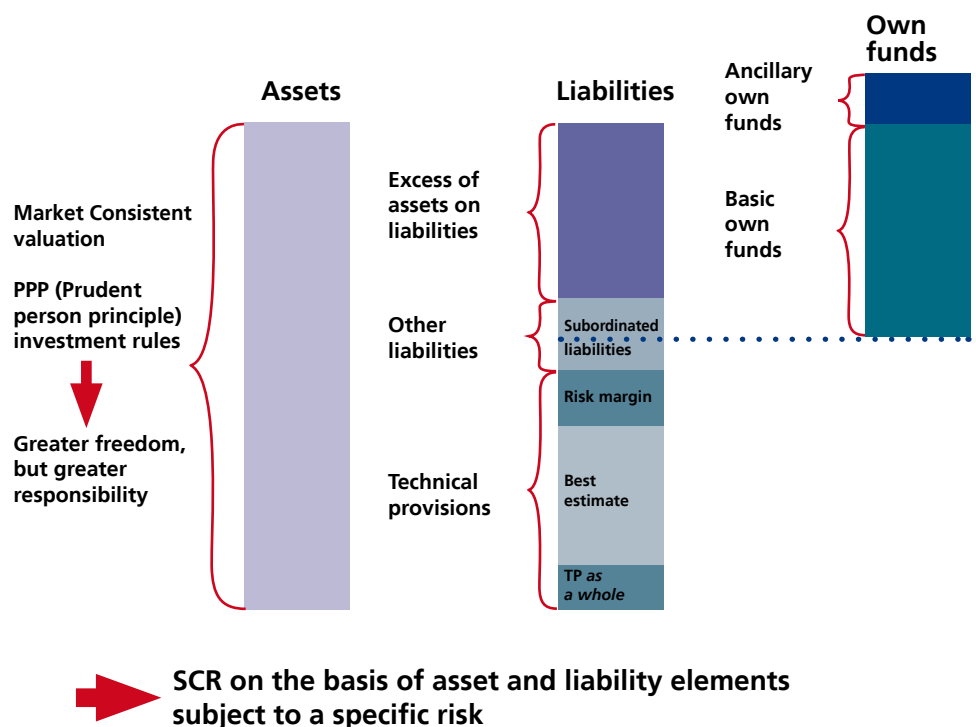 Own
funds
Ancillary
own
funds
Assets
Liabilities
Excess of
assets on
liabilities
Basic
own
funds
Market Consistent
valuation
PPP (Prudent
person principle)
investment rules
Other
liabilities
Subordinated
liabilities
Risk margin
Greater freedom,
but greater
responsibility
Technical
provisions
Best
estimate
TP as
a whole
SCR on the basis of asset and liability elements
subject to a specific risk